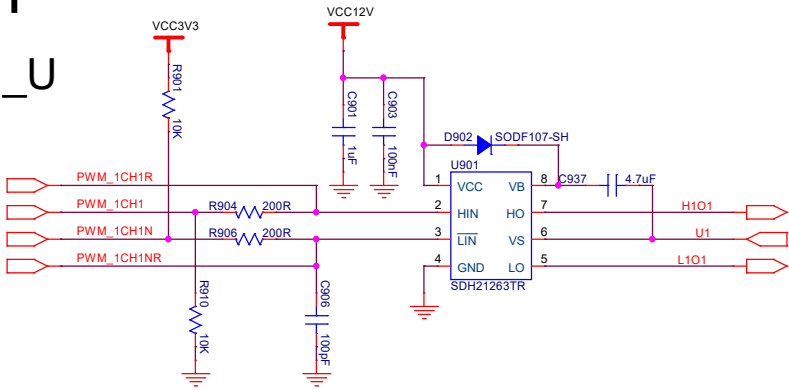 _U
VCC3V3
VCC12V
R901
10K
C901
1uF
C903
100nF
D902 SODF107-SH
U901
PWM_1CH1R
PWM_1CH1
PWM_1CH1N
PWM_1CH1NR
R904 200R
R906 200R
1 VCC VB 8
2 HIN HO 7
3 LIN VS 6
4 GND LO 5
SDH21263TR
C937 4.7uF
H1O1
U1
L1O1
R910
10K
C906
100pF